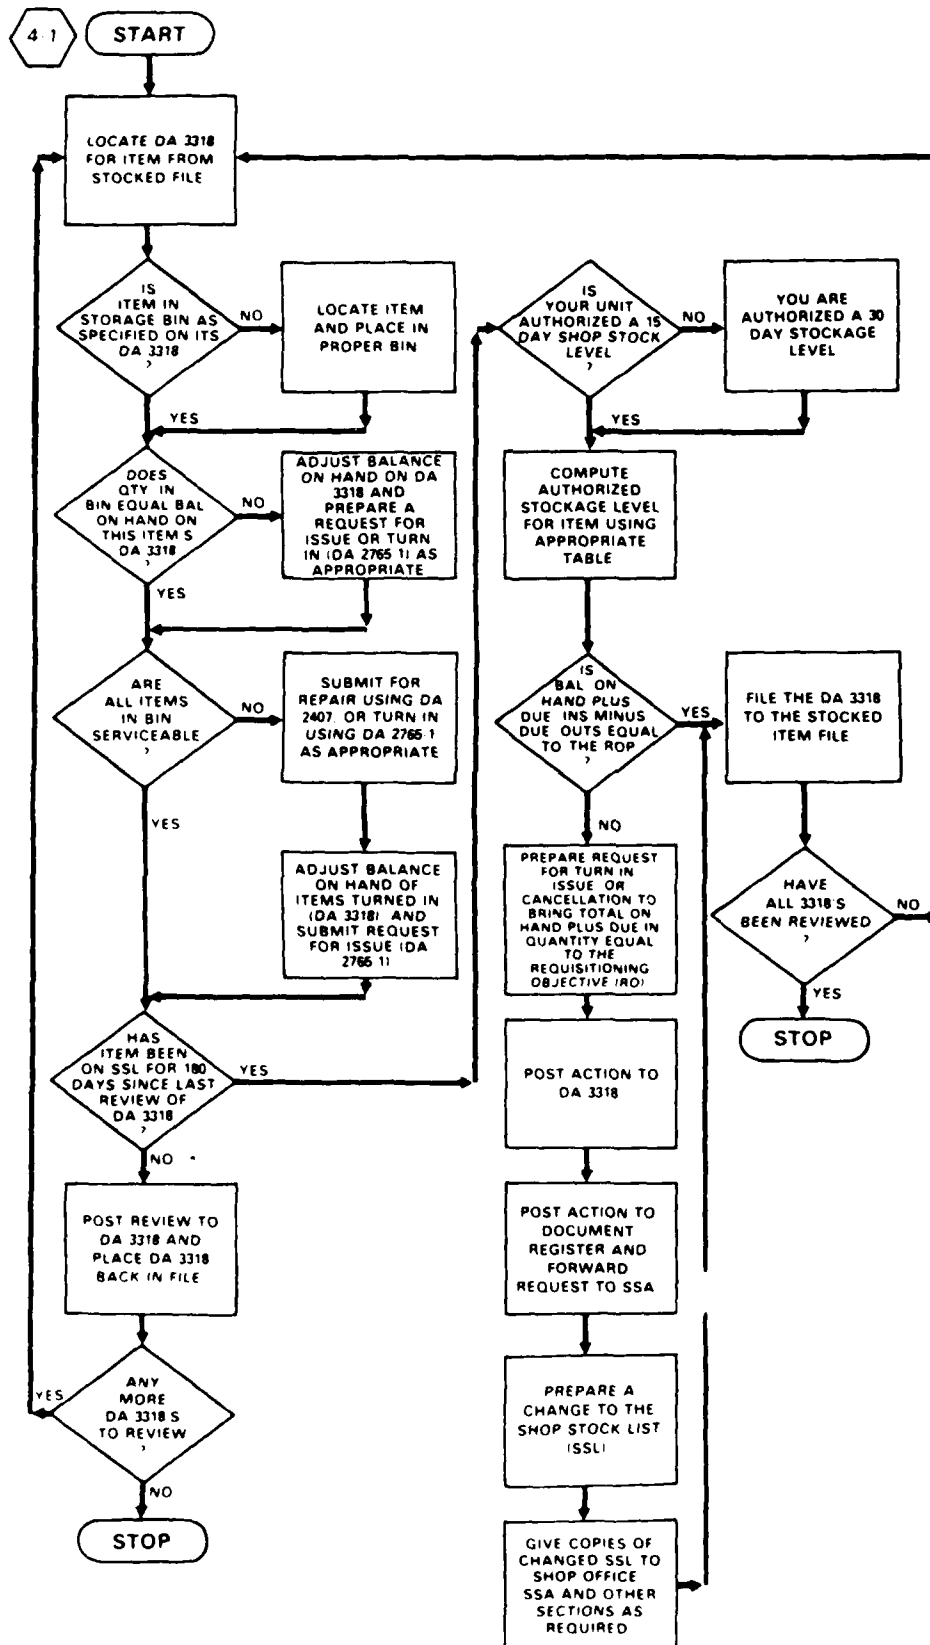 4-1
START
LOCATE DA 3318
FOR ITEM FROM
STOCKED FILE
IS
ITEM IN
STORAGE BIN AS
SPECIFIED ON ITS
DA 3318
?
NO
LOCATE ITEM
AND PLACE IN
PROPER BIN
YES
DOES
QTY IN
BIN EQUAL BAL
ON HAND ON
THIS ITEM S
DA 3318
?
NO
ADJUST BALANCE
ON HAND ON DA
3318 AND
PREPARE A
REQUEST FOR
ISSUE OR TURN
IN (DA 2765 1) AS
APPROPRIATE
YES
ARE
ALL ITEMS
IN BIN
SERVICEABLE
?
NO
SUBMIT FOR
REPAIR USING DA
2407, OR TURN IN
USING DA 2765-1
AS APPROPRIATE
YES
ADJUST BALANCE
ON HAND OF
ITEMS TURNED IN
(DA 3318) AND
SUBMIT REQUEST
FOR ISSUE (DA
2765 1)
HAS
ITEM BEEN
ON SSL FOR 180
DAYS SINCE LAST
REVIEW OF
DA 3318
?
YES
NO
POST REVIEW TO
DA 3318 AND
PLACE DA 3318
BACK IN FILE
ANY
MORE
DA 3318 S
TO REVIEW
?
YES
NO
STOP
IS
YOUR UNIT
AUTHORIZED A 15
DAY SHOP STOCK
LEVEL
?
NO
YOU ARE
AUTHORIZED A 30
DAY STOCKAGE
LEVEL
YES
COMPUTE
AUTHORIZED
STOCKAGE LEVEL
FOR ITEM USING
APPROPRIATE
TABLE
IS
BAL ON
HAND PLUS
DUE INS MINUS
DUE OUTS EQUAL
TO THE ROP
?
YES
FILE THE DA 3318
TO THE STOCKED
ITEM FILE
NO
PREPARE REQUEST
FOR TURN IN
ISSUE OR
CANCELLATION TO
BRING TOTAL ON
HAND PLUS DUE IN
QUANTITY EQUAL
TO THE
REQUISITIONING
OBJECTIVE (RO)
HAVE
ALL 3318'S
BEEN REVIEWED
?
NO
YES
STOP
POST ACTION TO
DA 3318
POST ACTION TO
DOCUMENT
REGISTER AND
FORWARD
REQUEST TO SSA
PREPARE A
CHANGE TO THE
SHOP STOCK LIST
(SSL)
GIVE COPIES OF
CHANGED SSL TO
SHOP OFFICE
SSA AND OTHER
SECTIONS AS
REQUIRED